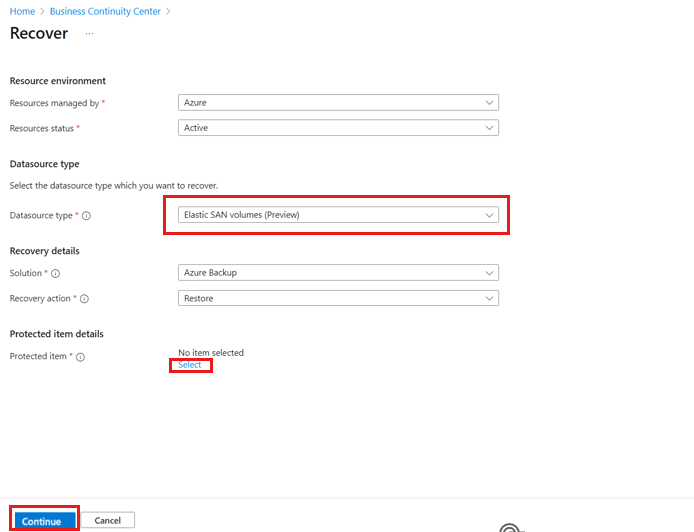 Home > Business Continuity Center >
Recover ...
Resource environment
Resources managed by * Azure
Resources status * Active
Datasource type
Select the datasource type which you want to recover.
Datasource type * Elastic SAN volumes (Preview)
Recovery details
Solution * Azure Backup
Recovery action * Restore
Protected item details
Protected item * No item selected
Select
Continue Cancel